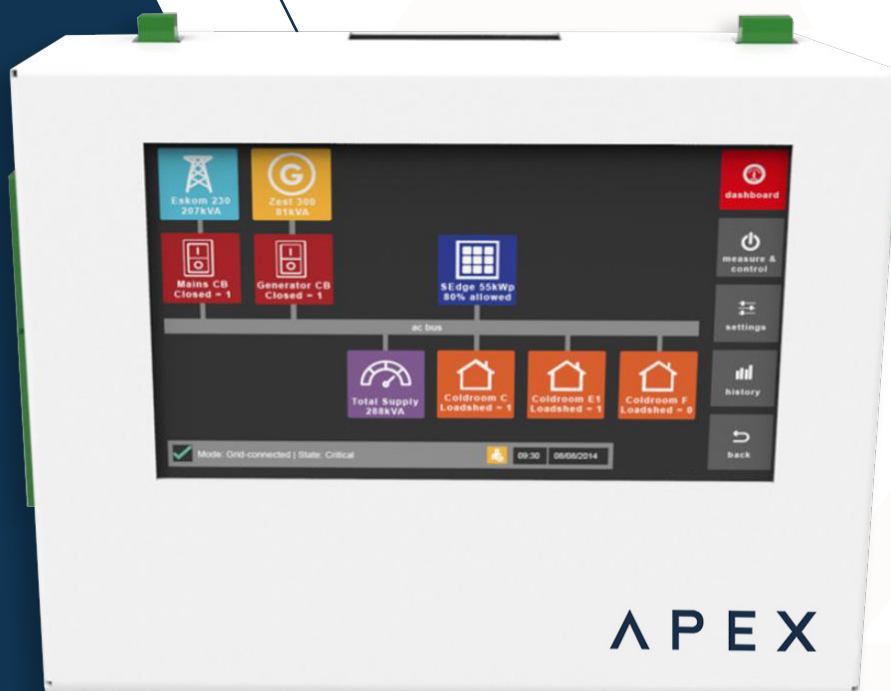 Eskom 230
207kVA
G
Zest 300
81kVA
dashboard
Mains CB
Closed = 1
Generator CB
Closed = 1
SEdge 55kWp
80% allowed
measure &
control
ac bus
settings
Total Supply
288kVA
Coldroom C
Loadshed = 1
Coldroom E1
Loadshed = 1
Coldroom F
Loadshed = 0
history
Mode: Grid-connected | State: Critical
09:30
08/08/2014
back
APEX